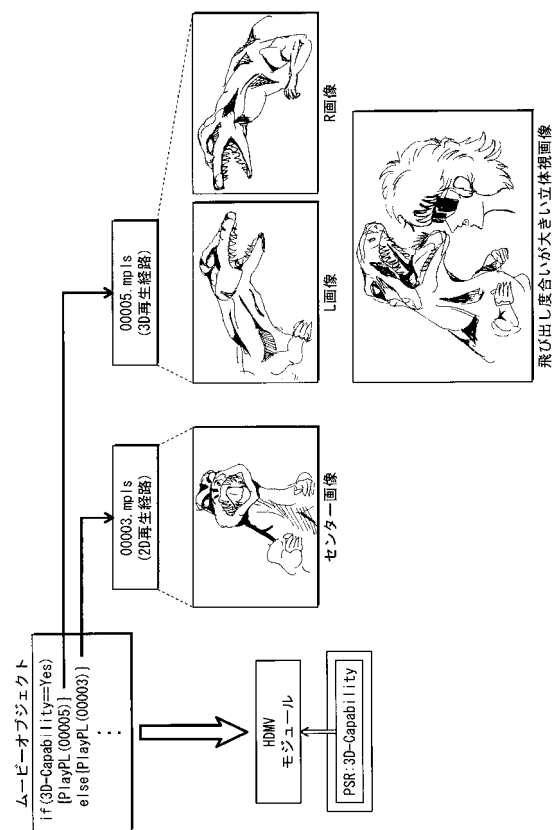 ムービーオブジェクト
if(3D-Capability==Yes)
{PlayPL(00005)}
else{PlayPL(00003)}
HDMV
モジュール
PSR:3D-Capability
00003.mpls
(2D再生経路)
センター画像
00005.mpls
(3D再生経路)
L画像
R画像
飛び出し度合いが大きい立体視画像